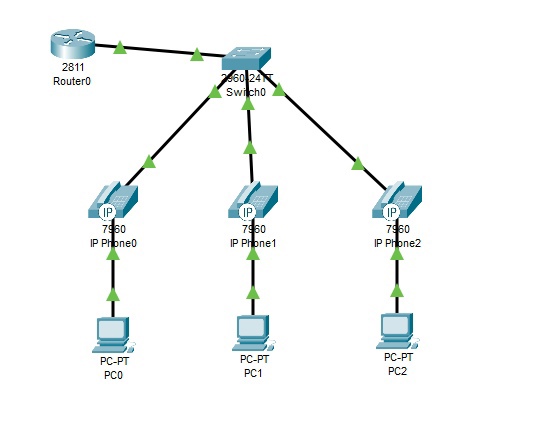 2811
Router0
2960-24TT
Switch0
IP
7960
IP Phone0
IP
7960
IP Phone1
IP
7960
IP Phone2
PC-PT
PC0
PC-PT
PC1
PC-PT
PC2